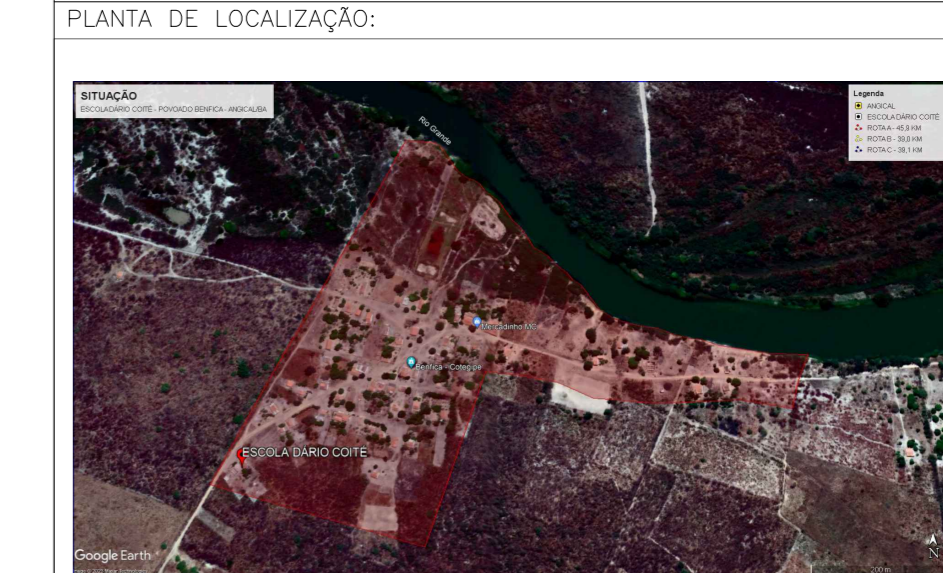 PLANTA DE LOCALIZAÇÃO:
SITUAÇÃO
ESCOLA DÁRIO COITÉ - POVOADO BENFICA - ANGICAL/BA
Legenda
ANGICAL
ESCOLA DÁRIO COITÉ
ROTA A - 45,9 KM
ROTA B - 39,8 KM
ROTA C - 38,1 KM
Rio Grande
Mercadinho MC
Benfica - Cotegipe
ESCOLA DÁRIO COITÉ
Google Earth
N
200 m